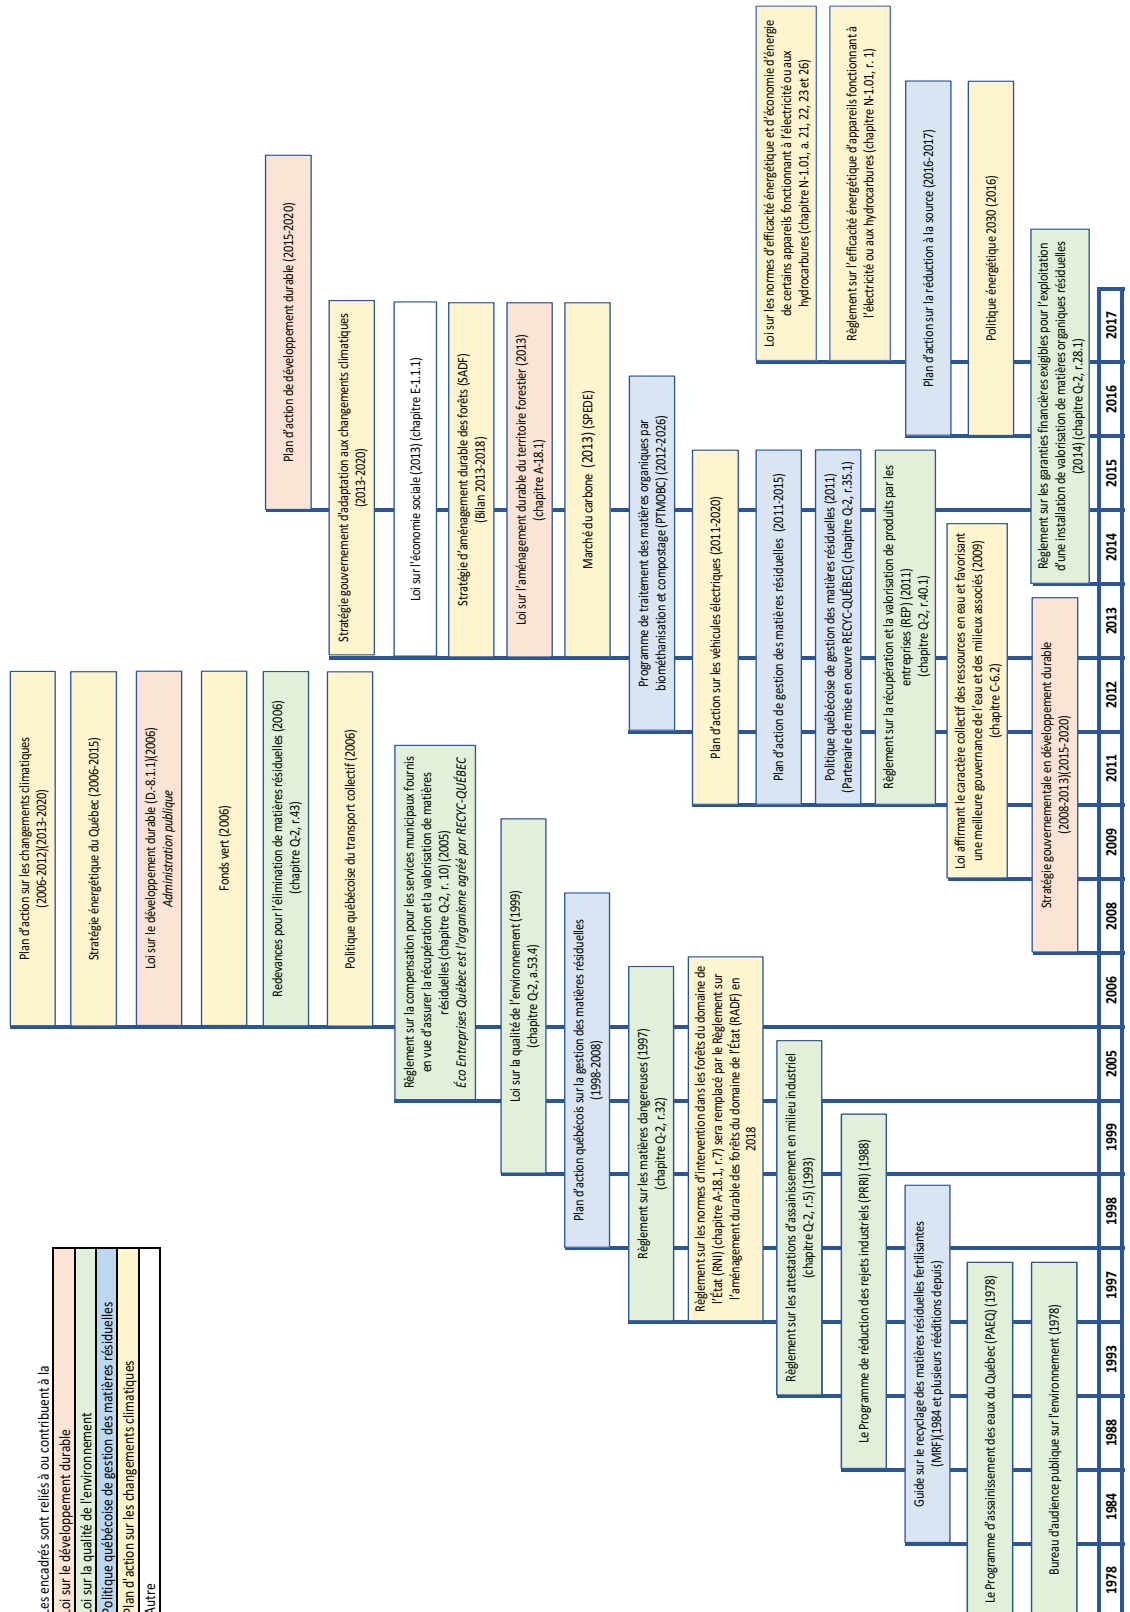 Les encadrés sont reliés à ou contribuent à la
Loi sur le développement durable
Loi sur la qualité de l'environnement
Politique québécoise de gestion des matières résiduelles
Plan d'action sur les changements climatiques
Autre
Plan d'action sur les changements climatiques
(2006-2012)(2013-2020)
Stratégie énergétique du Québec (2006-2015)
Loi sur le développement durable (D.-8.1.1)(2006)
Administration publique
Fonds vert (2006)
Redevances pour l'élimination de matières résiduelles (2006)
(chapitre Q-2, r.43)
Politique québécoise du transport collectif (2006)
Règlement sur la compensation pour les services municipaux fournis
en vue d'assurer la récupération et la valorisation de matières
résiduelles (chapitre Q-2, r. 10) (2005)
Éco Entreprises Québec est l'organisme agréé par RECYC-QUÉBEC
Loi sur la qualité de l'environnement (1999)
(chapitre Q-2, a.53.4)
Plan d'action québécois sur la gestion des matières résiduelles
(1998-2008)
Règlement sur les matières dangereuses (1997)
(chapitre Q-2, r.32)
Règlement sur les normes d'intervention dans les forêts du domaine de
l'État (RNI) (chapitre A-18.1, r.7) sera remplacé par le Règlement sur
l'aménagement durable des forêts du domaine de l'État (RADF) en
2018
Règlement sur les attestations d'assainissement en milieu industriel
(chapitre Q-2, r.5) (1993)
Le Programme de réduction des rejets industriels (PRRI) (1988)
Guide sur le recyclage des matières résiduelles fertilisantes
(MRF)(1984 et plusieurs rééditions depuis)
Le Programme d'assainissement des eaux du Québec (PAEQ) (1978)
Bureau d'audience publique sur l'environnement (1978)
Plan d'action de développement durable (2015-2020)
Stratégie gouvernement d'adaptation aux changements climatiques
(2013-2020)
Loi sur l'économie sociale (2013) (chapitre E-1.1.1)
Stratégie d'aménagement durable des forêts (SADF)
(Bilan 2013-2018)
Loi sur l'aménagement durable du territoire forestier (2013)
(chapitre A-18.1)
Marché du carbone (2013) (SPEDE)
Programme de traitement des matières organiques par
biométhanisation et compostage (PTMOBC) (2012-2026)
Plan d'action sur les véhicules électriques (2011-2020)
Plan d'action de gestion des matières résiduelles (2011-2015)
Politique québécoise de gestion des matières résiduelles (2011)
(Partenaire de mise en oeuvre RECYC-QUÉBEC) (chapitre Q-2, r.35.1)
Règlement sur la récupération et la valorisation de produits par les
entreprises (REP) (2011)
(chapitre Q-2, r.40.1)
Loi affirmant le caractère collectif des ressources en eau et favorisant
une meilleure gouvernance de l'eau et des milieux associés (2009)
(chapitre C-6.2)
Stratégie gouvernementale en développement durable
(2008-2013)(2015-2020)
Loi sur les normes d'efficacité énergétique et d'économie d'énergie
de certains appareils fonctionnant à l'électricité ou aux
hydrocarbures (chapitre N-1.01, a. 21, 22, 23 et 26)
Règlement sur l'efficacité énergétique d'appareils fonctionnant à
l'électricité ou aux hydrocarbures (chapitre N-1.01, r. 1)
Plan d'action sur la réduction à la source (2016-2017)
Politique énergétique 2030 (2016)
Règlement sur les garanties financières exigibles pour l'exploitation
d'une installation de valorisation de matières organiques résiduelles
(2014) (chapitre Q-2, r.28.1)
1978 1984 1988 1993 1997 1998 1999 2005 2006 2008 2009 2011 2012 2013 2014 2015 2016 2017